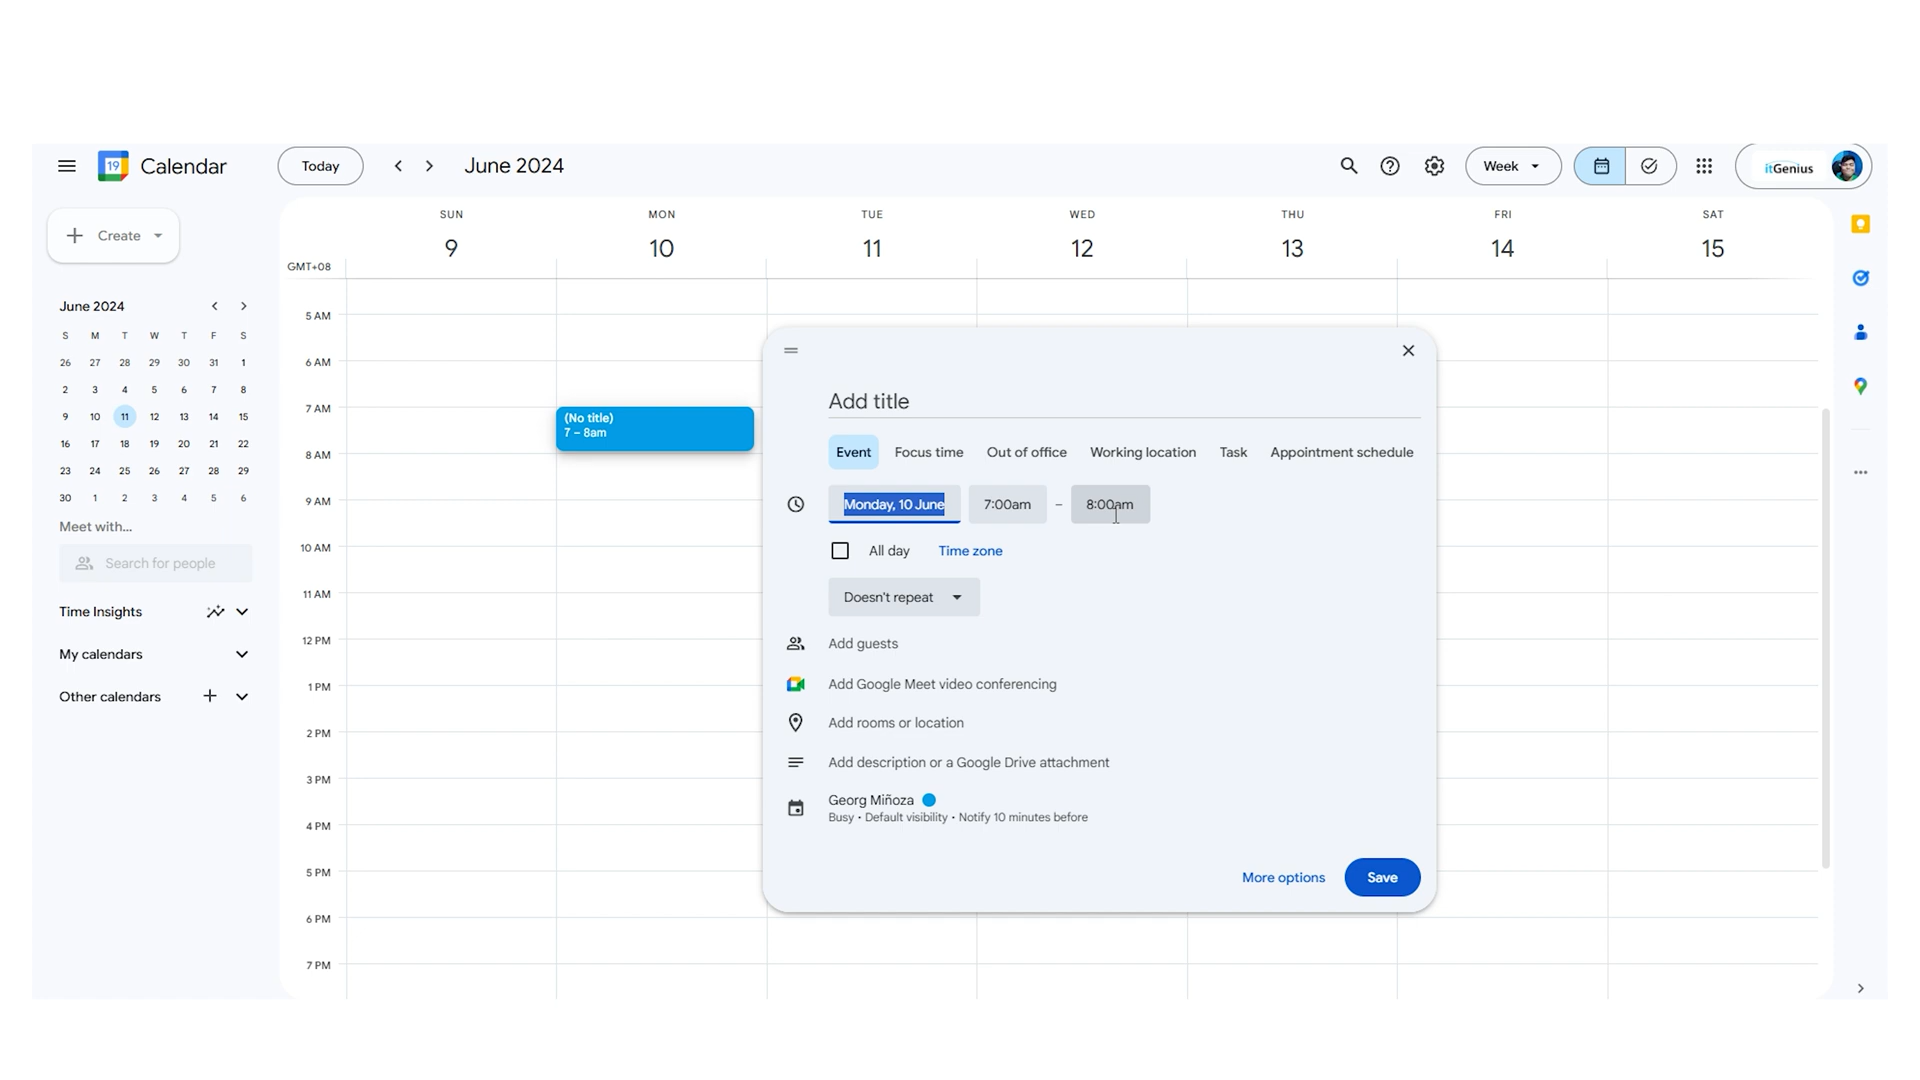 19 Calendar Today June 2024 Week itGenius
Create
SUN MON TUE WED THU FRI SAT
9 10 11 12 13 14 15
GMT+08
June 2024
S M T W T F S
26 27 28 29 30 31 1
2 3 4 5 6 7 8
9 10 11 12 13 14 15
16 17 18 19 20 21 22
23 24 25 26 27 28 29
30 1 2 3 4 5 6
Meet with...
Search for people
Time Insights
My calendars
Other calendars
5 AM
6 AM
7 AM
8 AM
9 AM
10 AM
11 AM
12 PM
1 PM
2 PM
3 PM
4 PM
5 PM
6 PM
7 PM
(No title)
7 – 8am
Add title
Event Focus time Out of office Working location Task Appointment schedule
Monday, 10 June 7:00am – 8:00am
All day Time zone
Doesn't repeat
Add guests
Add Google Meet video conferencing
Add rooms or location
Add description or a Google Drive attachment
Georg Miñoza
Busy • Default visibility • Notify 10 minutes before
More options Save